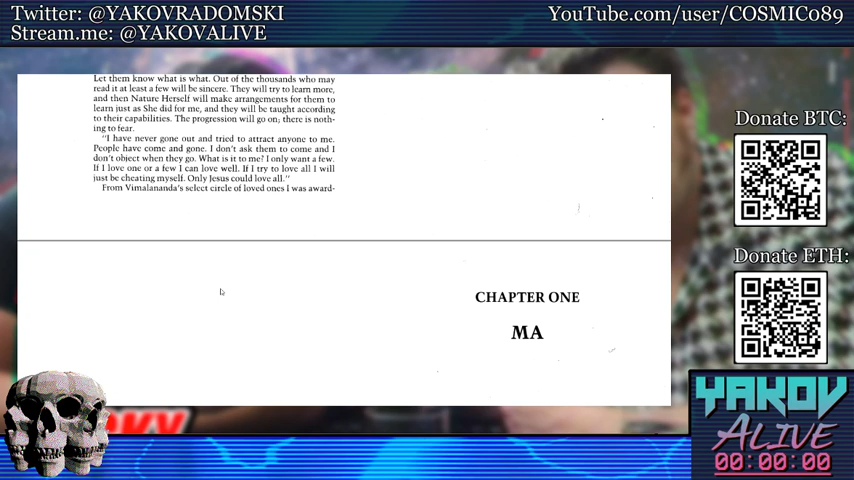 Twitter: @YAKOVRADOMSKI
Stream.me: @YAKOVALIVE
YouTube.com/user/COSMIC089
Let them know what is what. Out of the thousands who may
read it at least a few will be sincere. They will try to learn more,
and then Nature Herself will make arrangements for them to
learn just as She did for me, and they will be taught according
to their capabilities. The progression will go on; there is noth-
ing to fear.
"I have never gone out and tried to attract anyone to me.
People have come and gone. I don't ask them to come and I
don't object when they go. What is it to me? I only want a few.
If I love one or a few I can love well. If I try to love all I will
just be cheating myself. Only Jesus could love all."
From Vimalananda's select circle of loved ones I was award-
CHAPTER ONE
MA
Donate BTC:
Donate ETH:
YAKOV
ALIVE
00:00:00